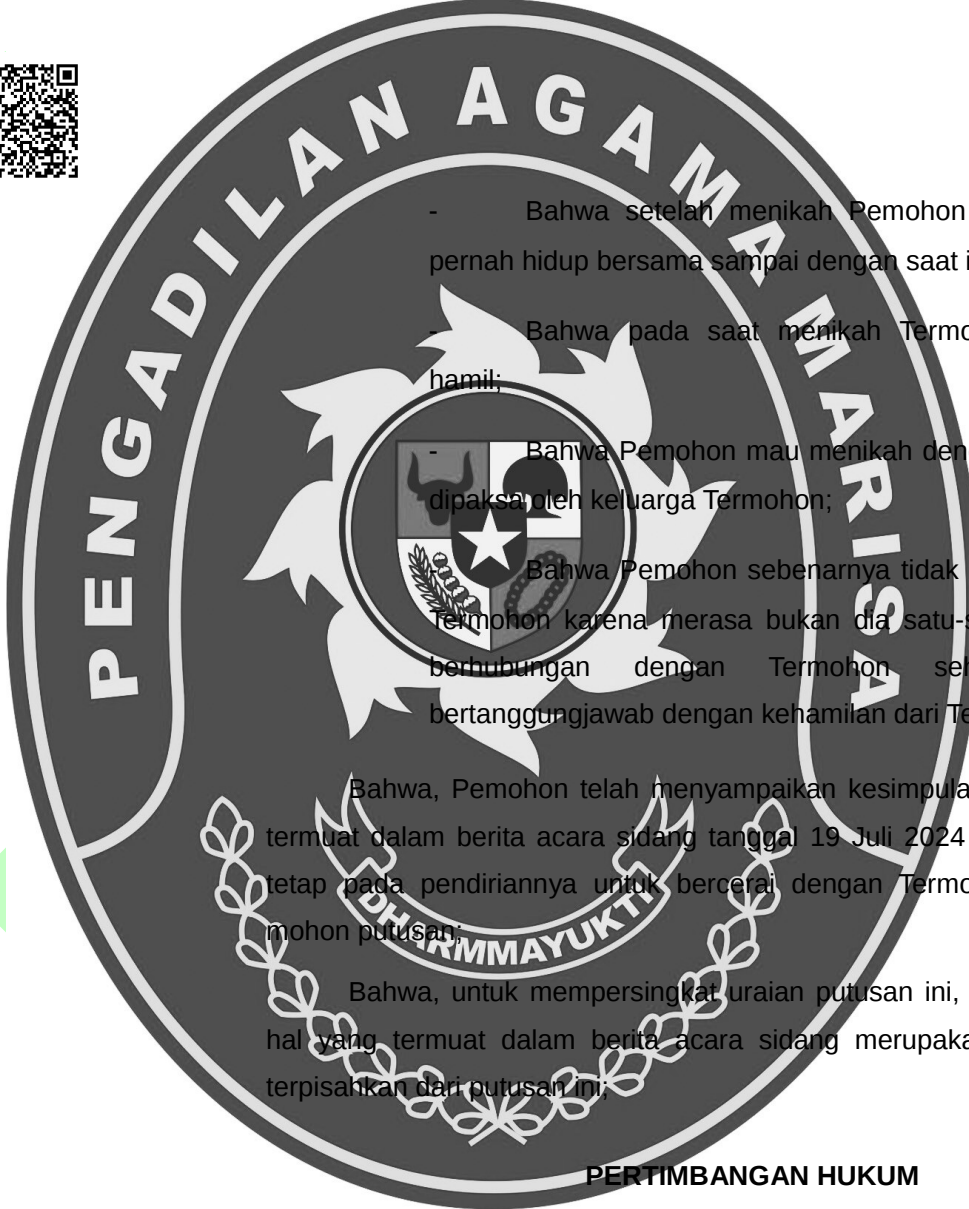 PENGADILAN AGAMA MARISA
- Bahwa setelah menikah Pemohon
pernah hidup bersama sampai dengan saat i
- Bahwa pada saat menikah Termo
hamil;
- Bahwa Pemohon mau menikah den
dipaksa oleh keluarga Termohon;
Bahwa Pemohon sebenarnya tidak
Termohon karena merasa bukan dia satu-s
berhubungan dengan Termohon se
bertanggungjawab dengan kehamilan dari Te
Bahwa, Pemohon telah menyampaikan kesimpula
termuat dalam berita acara sidang tanggal 19 Juli 2024
tetap pada pendiriannya untuk bercerai dengan Termo
mohon putusan;
DHARMMAYUKTI
Bahwa, untuk mempersingkat uraian putusan ini,
hal yang termuat dalam berita acara sidang merupaka
terpisahkan dari putusan ini;
PERTIMBANGAN HUKUM